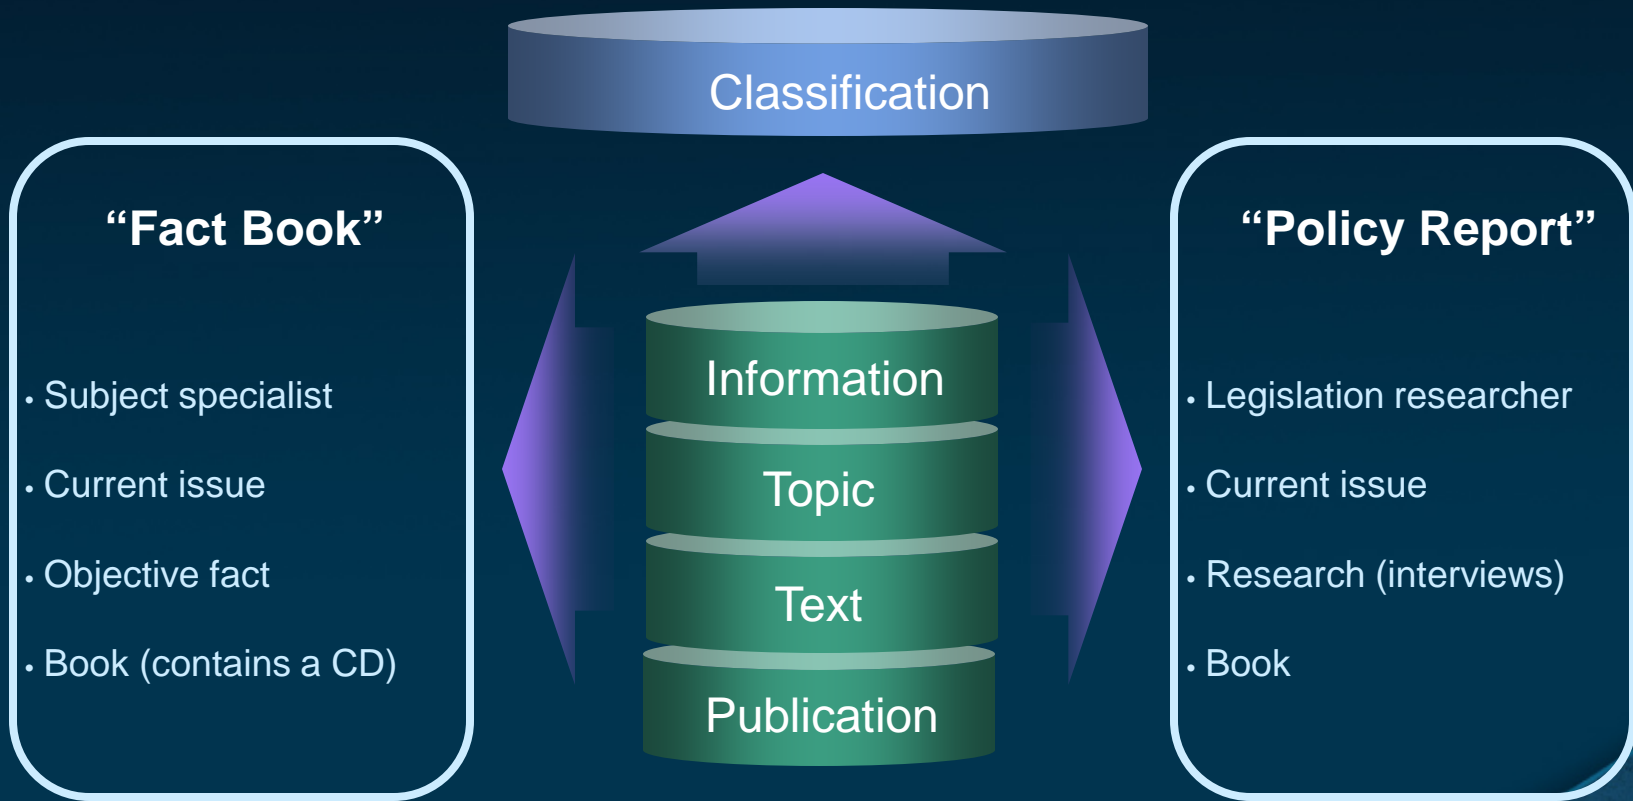 Classification
“Fact Book”
• Subject specialist
• Current issue
• Objective fact
• Book (contains a CD)
Information
Topic
Text
Publication
“Policy Report”
• Legislation researcher
• Current issue
• Research (interviews)
• Book